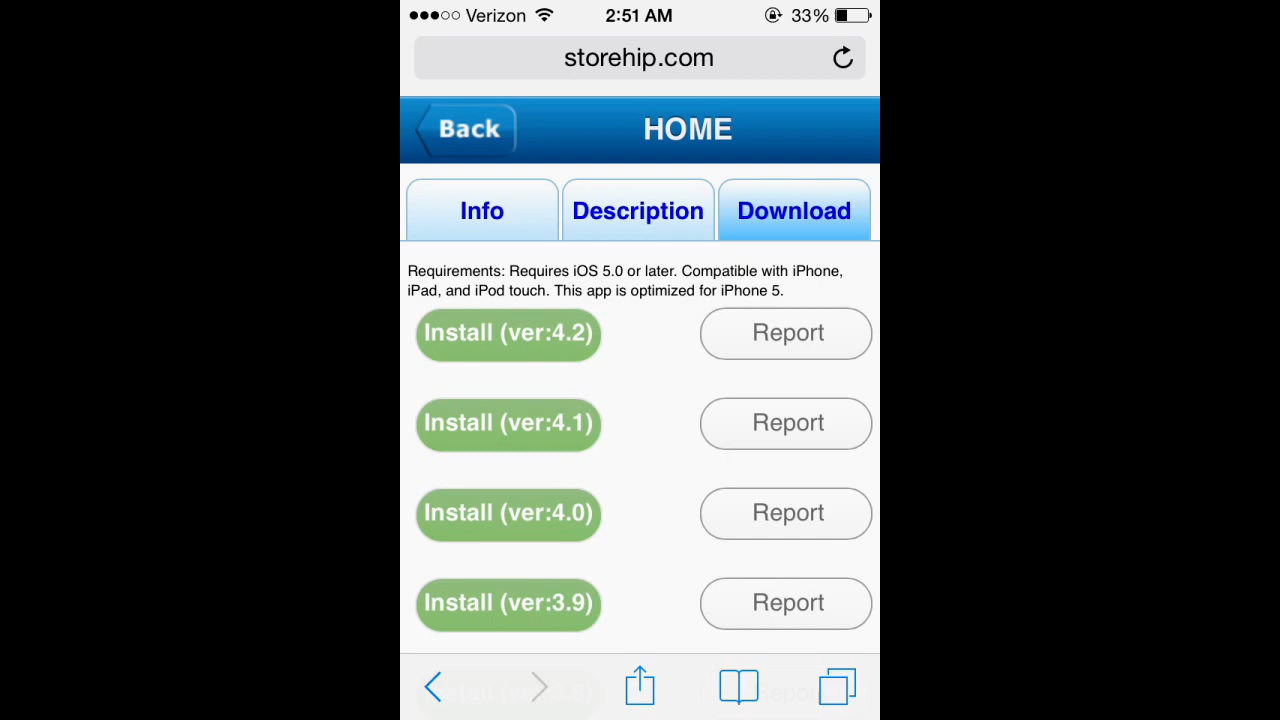 Verizon 2:51 AM 33%
storehip.com
Back HOME
Info Description Download
Requirements: Requires iOS 5.0 or later. Compatible with iPhone,
iPad, and iPod touch. This app is optimized for iPhone 5.
Install (ver:4.2) Report
Install (ver:4.1) Report
Install (ver:4.0) Report
Install (ver:3.9) Report